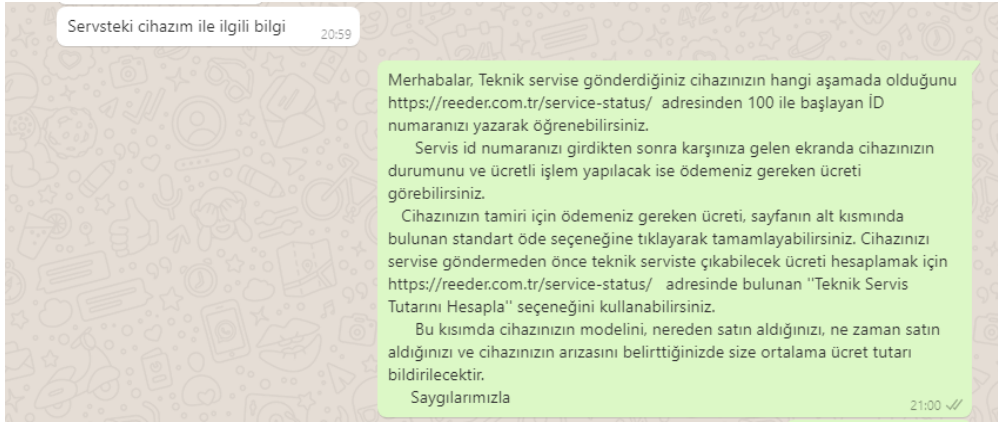 Servsteki cihazım ile ilgili bilgi
20:59
Merhabalar, Teknik servise gönderdiğiniz cihazınızın hangi aşamada olduğunu
https://reeder.com.tr/service-status/ adresinden 100 ile başlayan İD
numaranızı yazarak öğrenebilirsiniz.
Servis id numaranızı girdikten sonra karşınıza gelen ekranda cihazınızın
durumunu ve ücretli işlem yapılacak ise ödemeniz gereken ücreti
görebilirsiniz.
Cihazınızın tamiri için ödemeniz gereken ücreti, sayfanın alt kısmında
bulunan standart öde seçeneğine tıklayarak tamamlayabilirsiniz. Cihazınızı
servise göndermeden önce teknik serviste çıkabilecek ücreti hesaplamak için
https://reeder.com.tr/service-status/ adresinde bulunan ''Teknik Servis
Tutarını Hesapla'' seçeneğini kullanabilirsiniz.
Bu kısımda cihazınızın modelini, nereden satın aldığınızı, ne zaman satın
aldığınızı ve cihazınızın arızasını belirttiğinizde size ortalama ücret tutarı
bildirilecektir.
Saygılarımızla
21:00